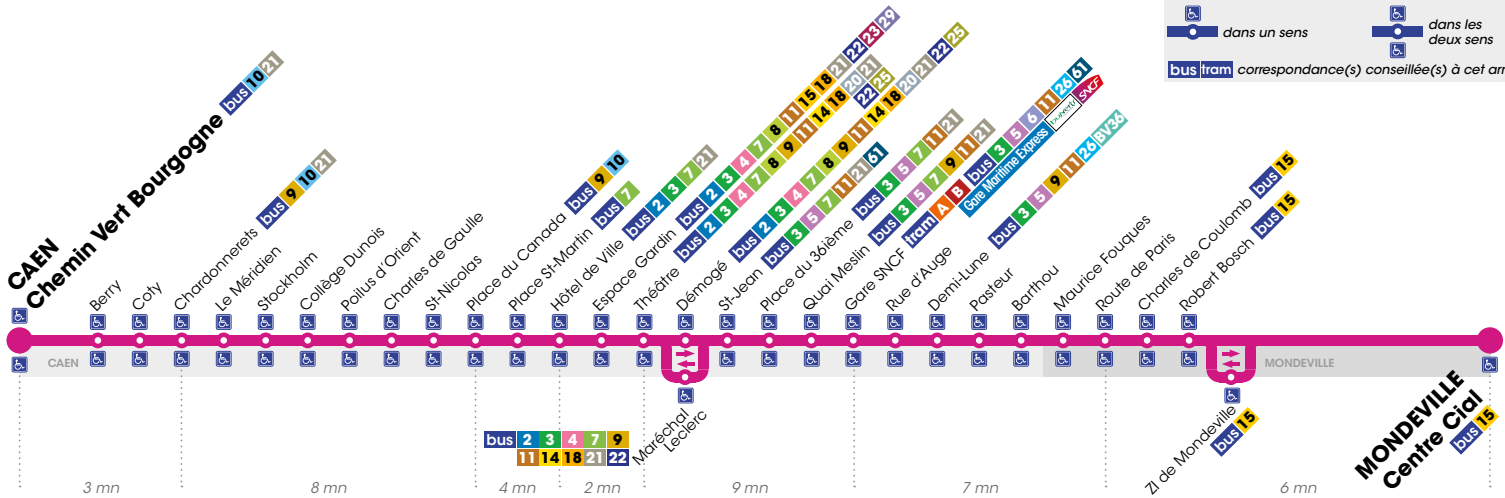 dans un sens
dans les
deux sens
bus tram correspondance(s) conseillée(s) à cet arr
CAEN
Chemin Vert Bourgogne bus 10 21
Berry
Coty
Chardonnerets bus 9 10 21
Le Méridien
Stockholm
Collège Dunois
Poilus d'Orient
Charles de Gaulle
St-Nicolas
Place du Canada bus 9 10
Place St-Martin bus 7
Hôtel de Ville bus 2 3 7 21
Espace Gardin bus 2 3 4 7 8 11 15 18 21 22 23 29
Théâtre bus 2 3 4 7 8 9 11 14 18 20 21
22 25
Démogé bus 2 3 4 7 8 9 11 14 18 20 21 22 25
St-Jean bus 3 5 7 11 21 61
Place du 36ième bus 3 5 7 11 21
Quai Meslin bus 3 5 7 9 11 21
Gare SNCF tram A B bus 3 5 6 11 26 61
Gare Maritime Express SNCF
Rue d'Auge
Demi-Lune bus 3 5 9 11 26 BV36
Pasteur
Barthou
Maurice Fouques
Route de Paris
Charles de Coulomb bus 15
Robert Bosch bus 15
CAEN
MONDEVILLE
Maréchal
Leclerc
bus 2 3 4 7 9
11 14 18 21 22
ZI de Mondeville
bus 15
MONDEVILLE
Centre Cial
bus 15
3 mn
8 mn
4 mn
2 mn
9 mn
7 mn
6 mn